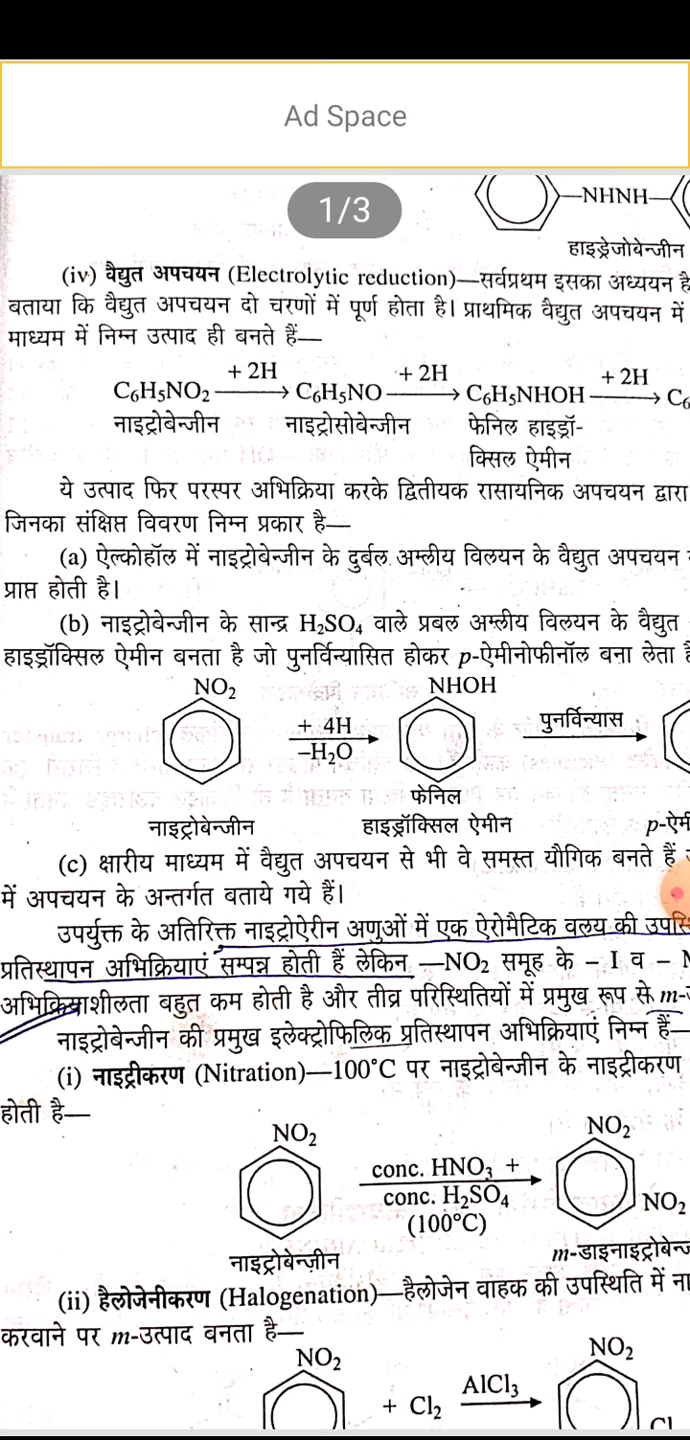 Ad Space
1/3
—NHNH—
हाइड्रेजोबेन्जीन
(iv) वैद्युत अपचयन (Electrolytic reduction)—सर्वप्रथम इसका अध्ययन
बताया कि वैद्युत अपचयन दो चरणों में पूर्ण होता है। प्राथमिक वैद्युत अपचयन में
माध्यम में निम्न उत्पाद ही बनते हैं—
C₆H₅NO₂ + 2H ⟶ C₆H₅NO + 2H ⟶ C₆H₅NHOH + 2H ⟶ C₆
नाइट्रोबेन्जीन नाइट्रोसोबेन्जीन फेनिल हाइड्रॉ-
क्सिल ऐमीन
ये उत्पाद फिर परस्पर अभिक्रिया करके द्वितीयक रासायनिक अपचयन द्वारा
जिनका संक्षिप्त विवरण निम्न प्रकार है—
(a) ऐल्कोहॉल में नाइट्रोबेन्जीन के दुर्बल अम्लीय विलयन के वैद्युत अपचयन
प्राप्त होती है।
(b) नाइट्रोबेन्जीन के सान्द्र H₂SO₄ वाले प्रबल अम्लीय विलयन के वैद्युत
हाइड्रॉक्सिल ऐमीन बनता है जो पुनर्विन्यासित होकर p-ऐमीनोफीनॉल बना लेता
NO₂ NHOH
+ 4H पुनर्विन्यास
–H₂O
फेनिल
नाइट्रोबेन्जीन हाइड्रॉक्सिल ऐमीन p-ऐमी
(c) क्षारीय माध्यम में वैद्युत अपचयन से भी वे समस्त यौगिक बनते हैं
में अपचयन के अन्तर्गत बताये गये हैं।
उपर्युक्त के अतिरिक्त नाइट्रोऐरीन अणुओं में एक ऐरोमैटिक वलय की
प्रतिस्थापन अभिक्रियाएं सम्पन्न होती हैं लेकिन —NO₂ समूह के – I व –
अभिक्रियाशीलता बहुत कम होती है और तीव्र परिस्थितियों में प्रमुख रूप से m-
नाइट्रोबेन्जीन की प्रमुख इलेक्ट्रोफिलिक प्रतिस्थापन अभिक्रियाएं निम्न हैं—
(i) नाइट्रीकरण (Nitration)—100°C पर नाइट्रोबेन्जीन के नाइट्रीकरण
होती है—
NO₂ NO₂
conc. HNO₃ +
conc. H₂SO₄ NO₂
(100°C)
नाइट्रोबेन्ज़ीन m-डाइनाइट्रोबेन्
(ii) हैलोजेनीकरण (Halogenation)—हैलोजेन वाहक की उपस्थिति में ना
करवाने पर m-उत्पाद बनता है—
NO₂ NO₂
+ Cl₂ AlCl₃
Cl